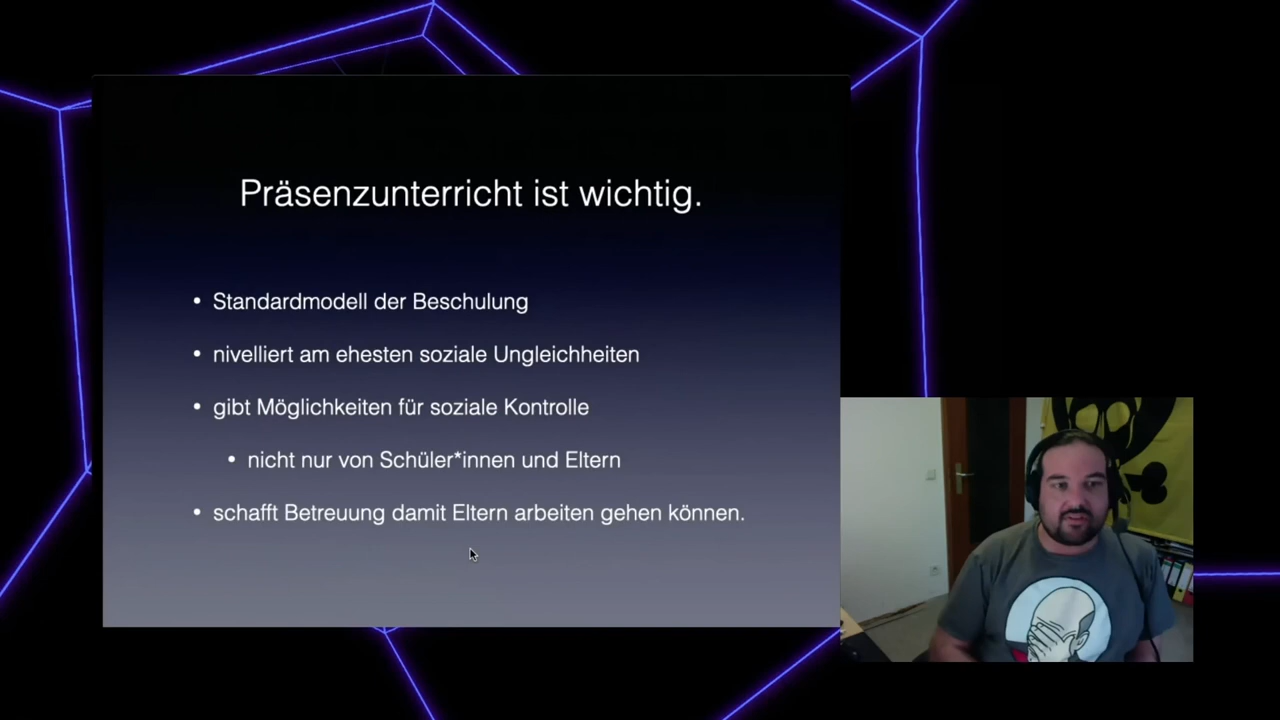 Präsenzunterricht ist wichtig.
• Standardmodell der Beschulung
• nivelliert am ehesten soziale Ungleichheiten
• gibt Möglichkeiten für soziale Kontrolle
• nicht nur von Schüler*innen und Eltern
• schafft Betreuung damit Eltern arbeiten gehen können.